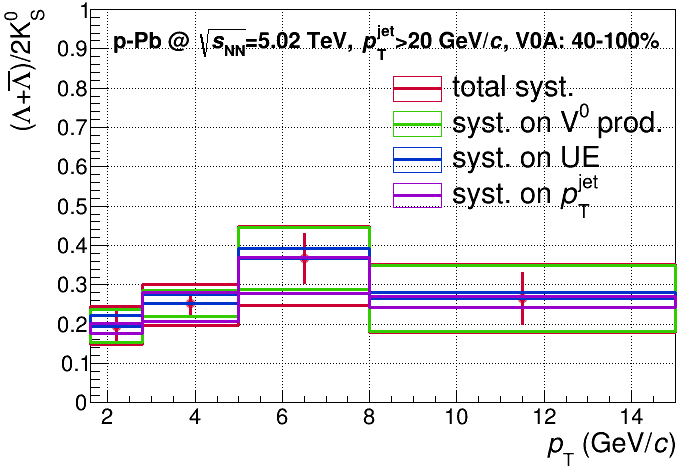 p-Pb @ √s_NN=5.02 TeV, p_T^jet>20 GeV/c, V0A: 40-100%
total syst.
syst. on V⁰ prod.
syst. on UE
syst. on p_T^jet
(Λ+Λ̅)/2K⁰_S
1
0.9
0.8
0.7
0.6
0.5
0.4
0.3
0.2
0.1
0
2 4 6 8 10 12 14
p_T (GeV/c)